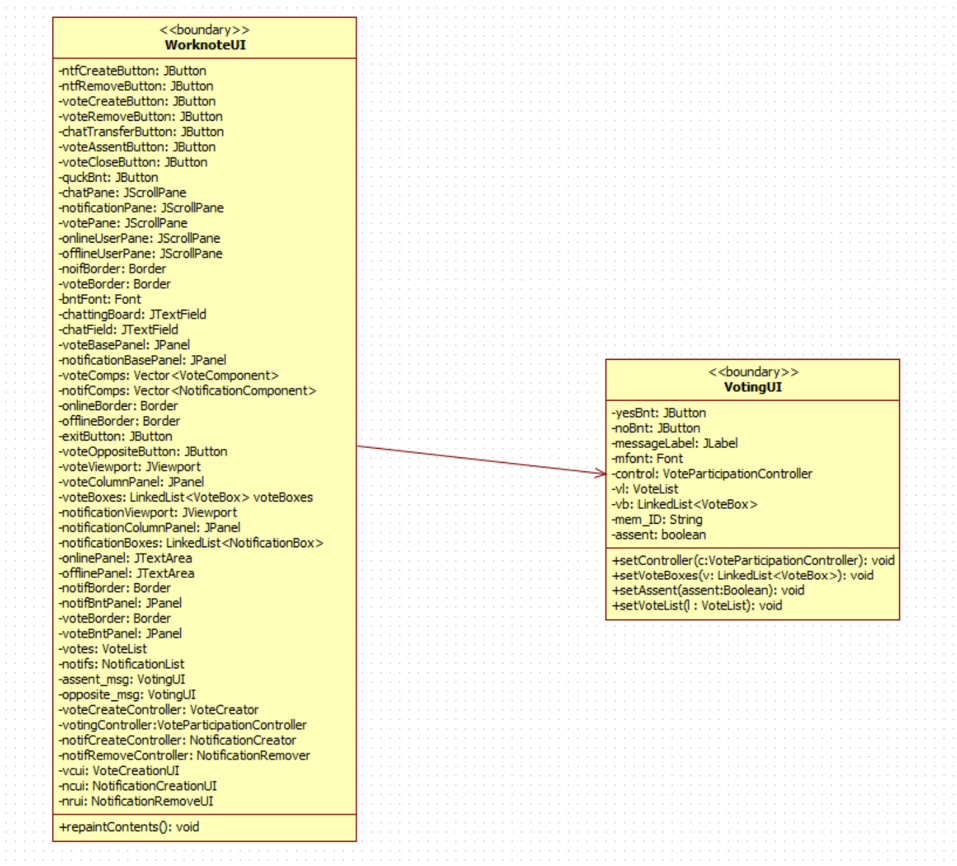 <<boundary>>
WorknoteUI
-ntfCreateButton: JButton
-ntfRemoveButton: JButton
-voteCreateButton: JButton
-voteRemoveButton: JButton
-chatTransferButton: JButton
-voteAssentButton: JButton
-voteCloseButton: JButton
-quckBnt: JButton
-chatPane: JScrollPane
-notificationPane: JScrollPane
-votePane: JScrollPane
-onlineUserPane: JScrollPane
-offlineUserPane: JScrollPane
-noifBorder: Border
-voteBorder: Border
-bntFont: Font
-chattingBoard: JTextField
-chatField: JTextField
-voteBasePanel: JPanel
-notificationBasePanel: JPanel
-voteComps: Vector<VoteComponent>
-notifComps: Vector<NotificationComponent>
-onlineBorder: Border
-offlineBorder: Border
-exitButton: JButton
-voteOppositeButton: JButton
-voteViewport: JViewport
-voteColumnPanel: JPanel
-voteBoxes: LinkedList<VoteBox> voteBoxes
-notificationViewport: JViewport
-notificationColumnPanel: JPanel
-notificationBoxes: LinkedList<NotificationBox>
-onlinePanel: JTextArea
-offlinePanel: JTextArea
-notifBorder: Border
-notifBntPanel: JPanel
-voteBorder: Border
-voteBntPanel: JPanel
-votes: VoteList
-notifs: NotificationList
-assent_msg: VotingUI
-opposite_msg: VotingUI
-voteCreateController: VoteCreator
-votingController:VoteParticipationController
-notifCreateController: NotificationCreator
-notifRemoveController: NotificationRemover
-vcui: VoteCreationUI
-ncui: NotificationCreationUI
-nrui: NotificationRemoveUI
+repaintContents(): void
<<boundary>>
VotingUI
-yesBnt: JButton
-noBnt: JButton
-messageLabel: JLabel
-mfont: Font
-control: VoteParticipationController
-vl: VoteList
-vb: LinkedList<VoteBox>
-mem_ID: String
-assent: boolean
+setController(c:VoteParticipationController): void
+setVoteBoxes(v: LinkedList<VoteBox>): void
+setAssent(assent:Boolean): void
+setVoteList(l : VoteList): void